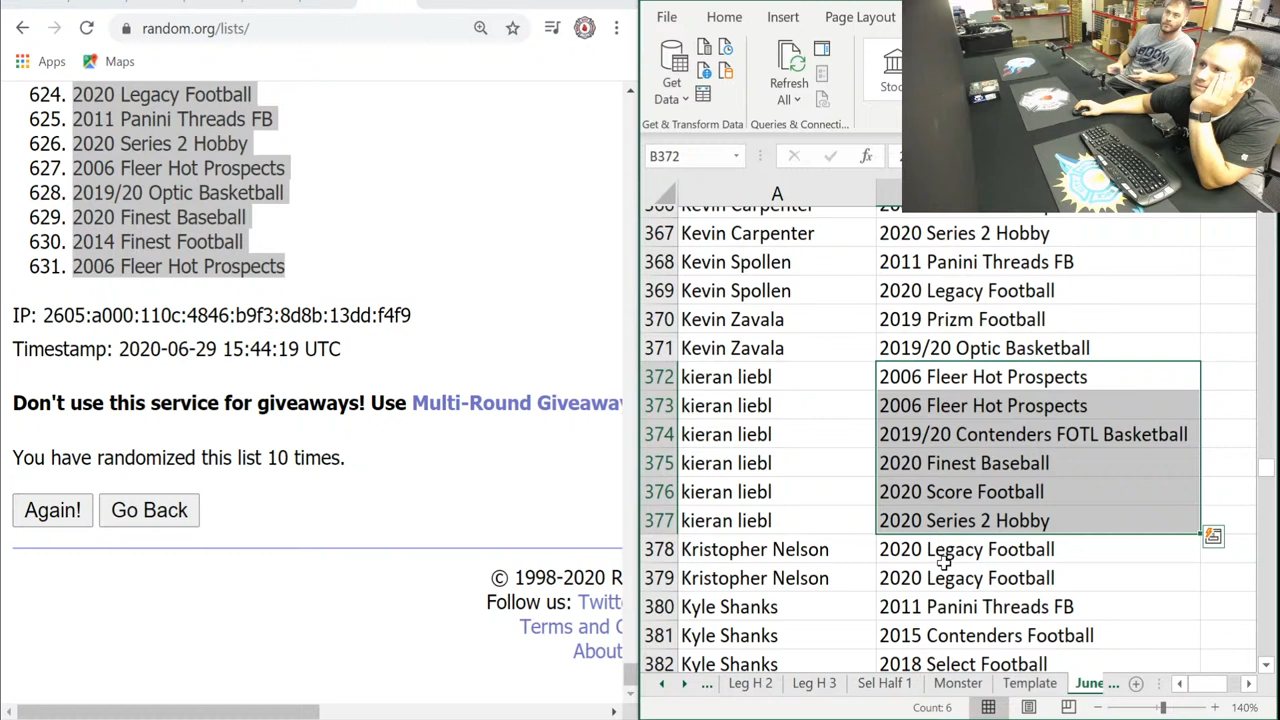 random.org/lists/
Apps
Maps
624. 2020 Legacy Football
625. 2011 Panini Threads FB
626. 2020 Series 2 Hobby
627. 2006 Fleer Hot Prospects
628. 2019/20 Optic Basketball
629. 2020 Finest Baseball
630. 2014 Finest Football
631. 2006 Fleer Hot Prospects
IP: 2605:a000:110c:4846:b9f3:8d8b:13dd:f4f9
Timestamp: 2020-06-29 15:44:19 UTC
Don't use this service for giveaways! Use Multi-Round Giveaway
You have randomized this list 10 times.
Again!
Go Back
© 1998-2020 R
Follow us: Twitt
Terms and C
About
File Home Insert Page Layout
Get Data
Refresh All
Stoc
Get & Transform Data
Queries & Connecti...
B372
fx
A
367 Kevin Carpenter 2020 Series 2 Hobby
368 Kevin Spollen 2011 Panini Threads FB
369 Kevin Spollen 2020 Legacy Football
370 Kevin Zavala 2019 Prizm Football
371 Kevin Zavala 2019/20 Optic Basketball
372 kieran liebl 2006 Fleer Hot Prospects
373 kieran liebl 2006 Fleer Hot Prospects
374 kieran liebl 2019/20 Contenders FOTL Basketball
375 kieran liebl 2020 Finest Baseball
376 kieran liebl 2020 Score Football
377 kieran liebl 2020 Series 2 Hobby
378 Kristopher Nelson 2020 Legacy Football
379 Kristopher Nelson 2020 Legacy Football
380 Kyle Shanks 2011 Panini Threads FB
381 Kyle Shanks 2015 Contenders Football
382 Kyle Shanks 2018 Select Football
... Leg H 2 Leg H 3 Sel Half 1 Monster Template June ...
Count: 6
140%